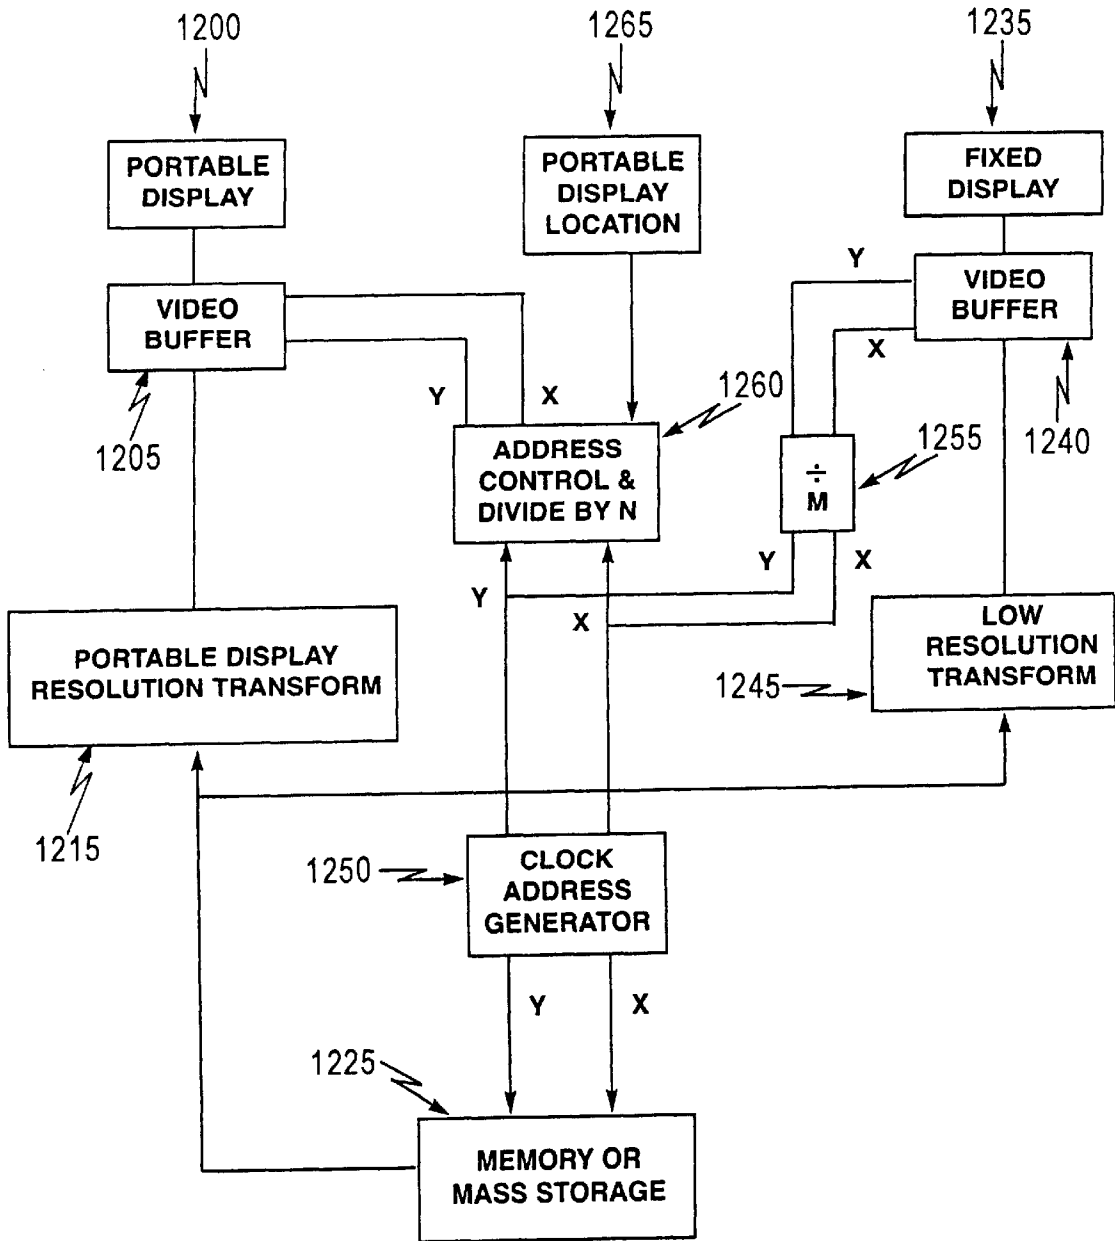 1200
1265
1235
PORTABLE
DISPLAY
PORTABLE
DISPLAY
LOCATION
FIXED
DISPLAY
VIDEO
BUFFER
Y
VIDEO
BUFFER
X
Y
X
1260
1205
1240
ADDRESS
CONTROL &
DIVIDE BY N
÷
M
1255
Y
X
Y
X
PORTABLE DISPLAY
RESOLUTION TRANSFORM
LOW
RESOLUTION
TRANSFORM
1245
1215
1250
CLOCK
ADDRESS
GENERATOR
Y
X
1225
MEMORY OR
MASS STORAGE